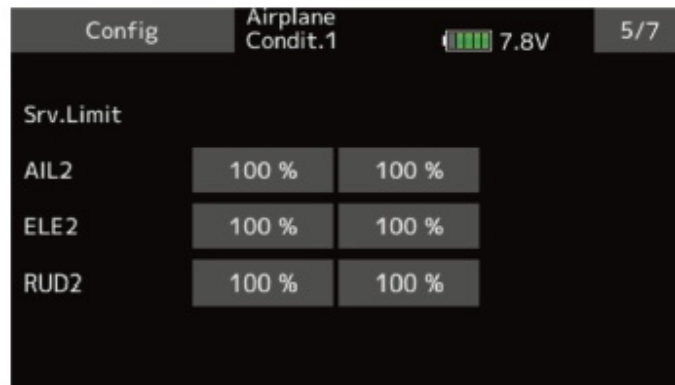 Config Airplane 5/7
Condit.1 7.8V
Srv.Limit
AIL2 100 % 100 %
ELE2 100 % 100 %
RUD2 100 % 100 %